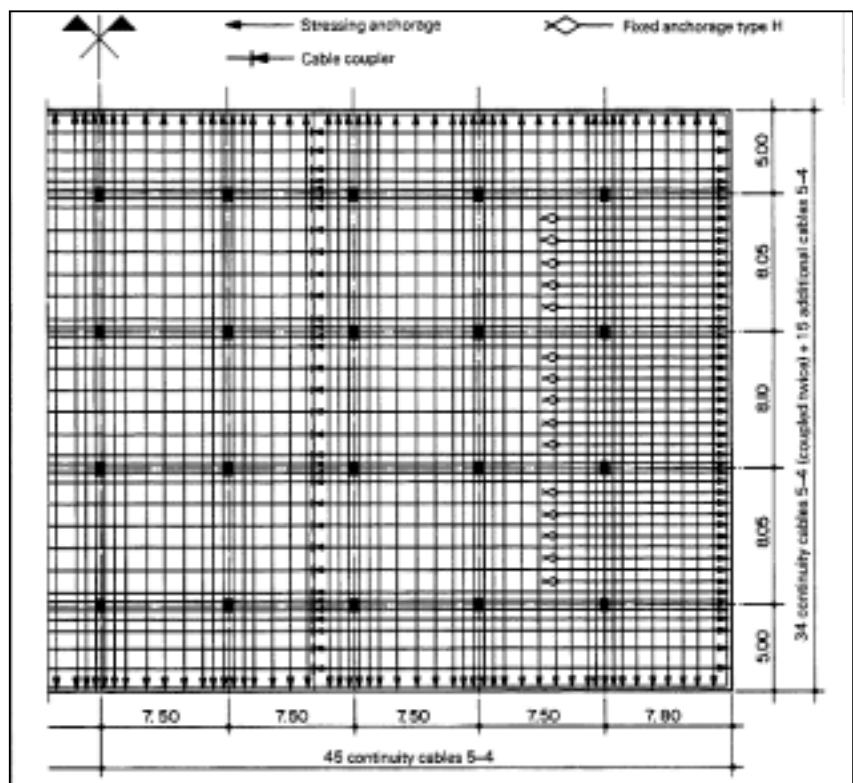 Stressing anchorage
Fixed anchorage type H
Cable coupler
5.00
8.05
8.10
8.05
5.00
34 continuity cables 5-4 (coupled twice) + 15 additional cables 5-4
7.50
7.50
7.50
7.50
7.80
45 continuity cables 5-4